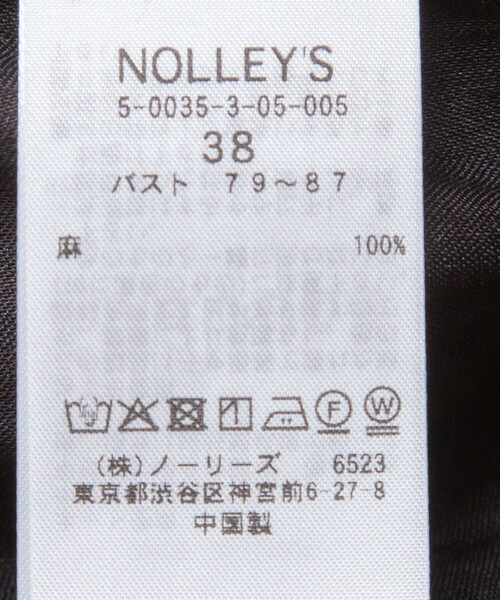 NOLLEY'S
5-0035-3-05-005
38
バスト 79～87
麻 100%
(株)ノーリーズ 6523
東京都渋谷区神宮前6-27-8
中国製